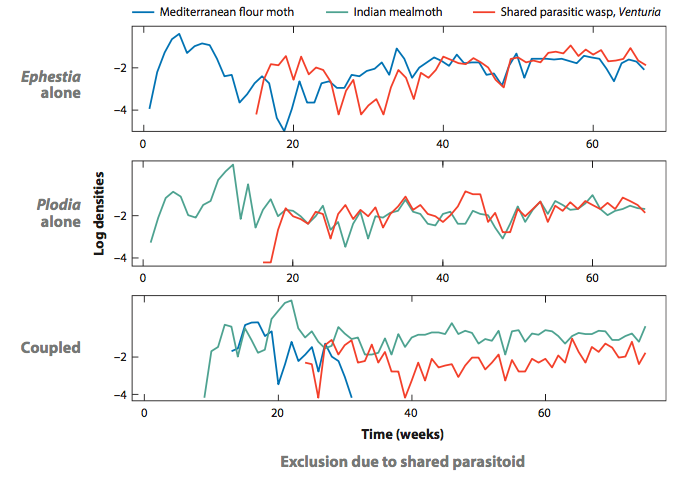 Mediterranean flour moth Indian mealmoth Shared parasitic wasp, Venturia
Ephestia
alone
−2
−4
0 20 40 60
Plodia
alone
Log densities
−2
−4
0 20 40 60
Coupled
−2
−4
0 20 40 60
Time (weeks)
Exclusion due to shared parasitoid